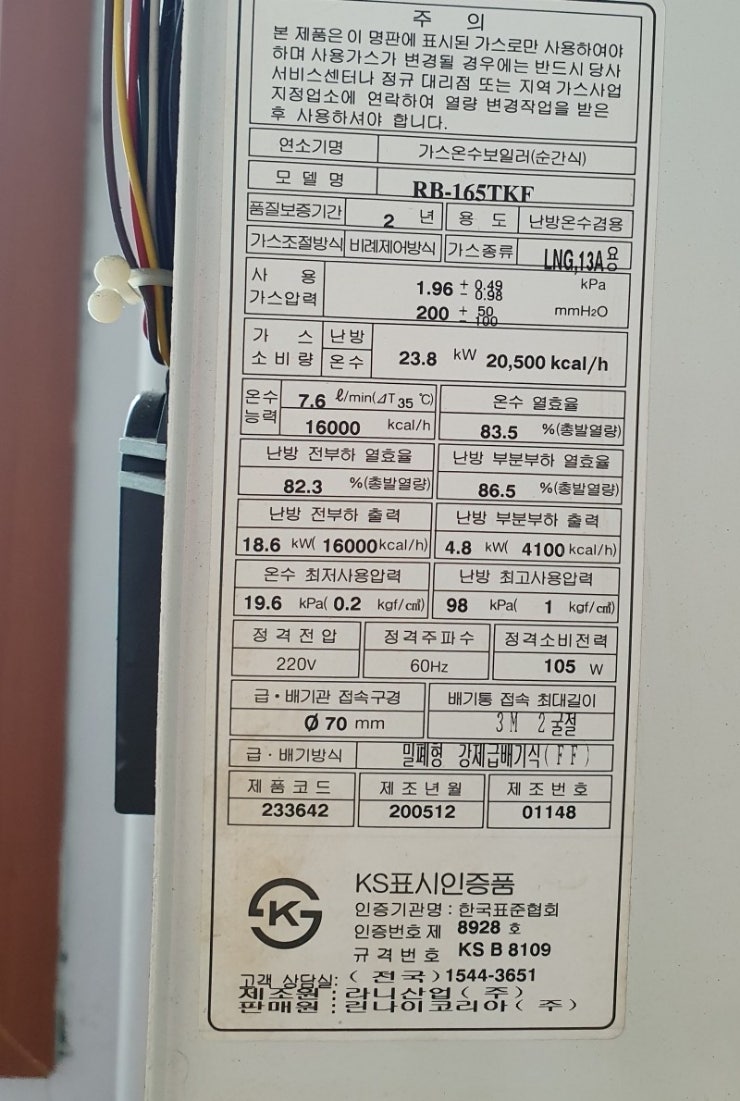 주 의
본 제품은 이 명판에 표시된 가스로만 사용하여야
하며 사용가스가 변경될 경우에는 반드시 당사
서비스센터나 정규 대리점 또는 지역 가스사업
지정업소에 연락하여 열량 변경작업을 받은
후 사용하셔야 합니다.
연소기명 가스온수보일러(순간식)
모 델 명 RB-165TKF
품질보증기간 2 년 용 도 난방온수겸용
가스조절방식 비례제어방식 가스종류 LNG,13A용
사 용 가스압력 1.96 + 0.49 - 0.98 kPa
200 + 50 - 100 mmH2O
가 스 소비량 난방 온수 23.8 kW 20,500 kcal/h
온수 능력 7.6 ℓ/min(⊿T 35 ℃) 온수 열효율
16000 kcal/h 83.5 %(총발열량)
난방 전부하 열효율 난방 부분부하 열효율
82.3 %(총발열량) 86.5 %(총발열량)
난방 전부하 출력 난방 부분부하 출력
18.6 kW( 16000 kcal/h) 4.8 kW( 4100 kcal/h)
온수 최저사용압력 난방 최고사용압력
19.6 kPa( 0.2 kgf/㎠) 98 kPa( 1 kgf/㎠)
정격전압 정격주파수 정격소비전력
220V 60Hz 105 W
급·배기관 접속구경 배기통 접속 최대길이
Ø 70 mm 3M 2굴절
급·배기방식 밀폐형 강제급배기식(FF)
제품코드 제조년월 제조번호
233642 200512 01148
KS표시인증품
인증기관명 : 한국표준협회
인증번호 제 8928 호
규격번호 KS B 8109
고객 상담실: (전국) 1544-3651
제조원 : 라니산업(주)
판매원 : 린나이코리아(주)